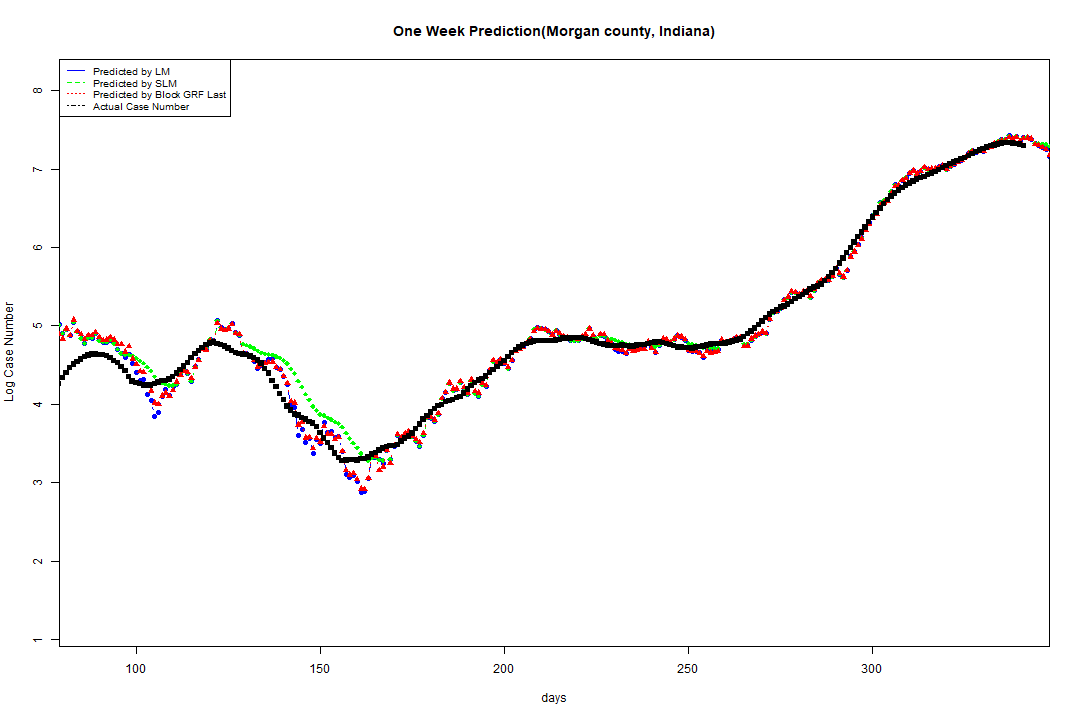 One Week Prediction(Morgan county, Indiana)
Predicted by LM
Predicted by SLM
Predicted by Block GRF Last
Actual Case Number
Log Case Number
8
7
6
5
4
3
2
1
100
150
200
250
300
days